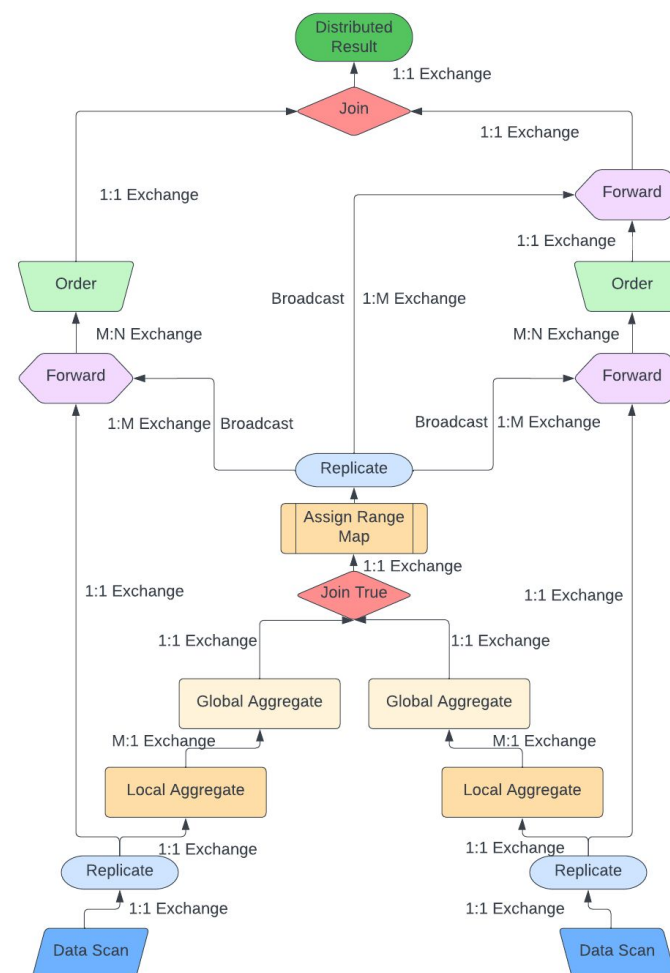 Distributed
Result
1:1 Exchange
Join
1:1 Exchange
1:1 Exchange
Forward
1:1 Exchange
Order
Order
Broadcast
1:M Exchange
M:N Exchange
M:N Exchange
Forward
Forward
1:M Exchange
Broadcast
Broadcast
1:M Exchange
Replicate
Assign Range
Map
1:1 Exchange
Join True
1:1 Exchange
1:1 Exchange
1:1 Exchange
1:1 Exchange
Global Aggregate
Global Aggregate
M:1 Exchange
M:1 Exchange
Local Aggregate
Local Aggregate
1:1 Exchange
1:1 Exchange
Replicate
Replicate
1:1 Exchange
1:1 Exchange
Data Scan
Data Scan